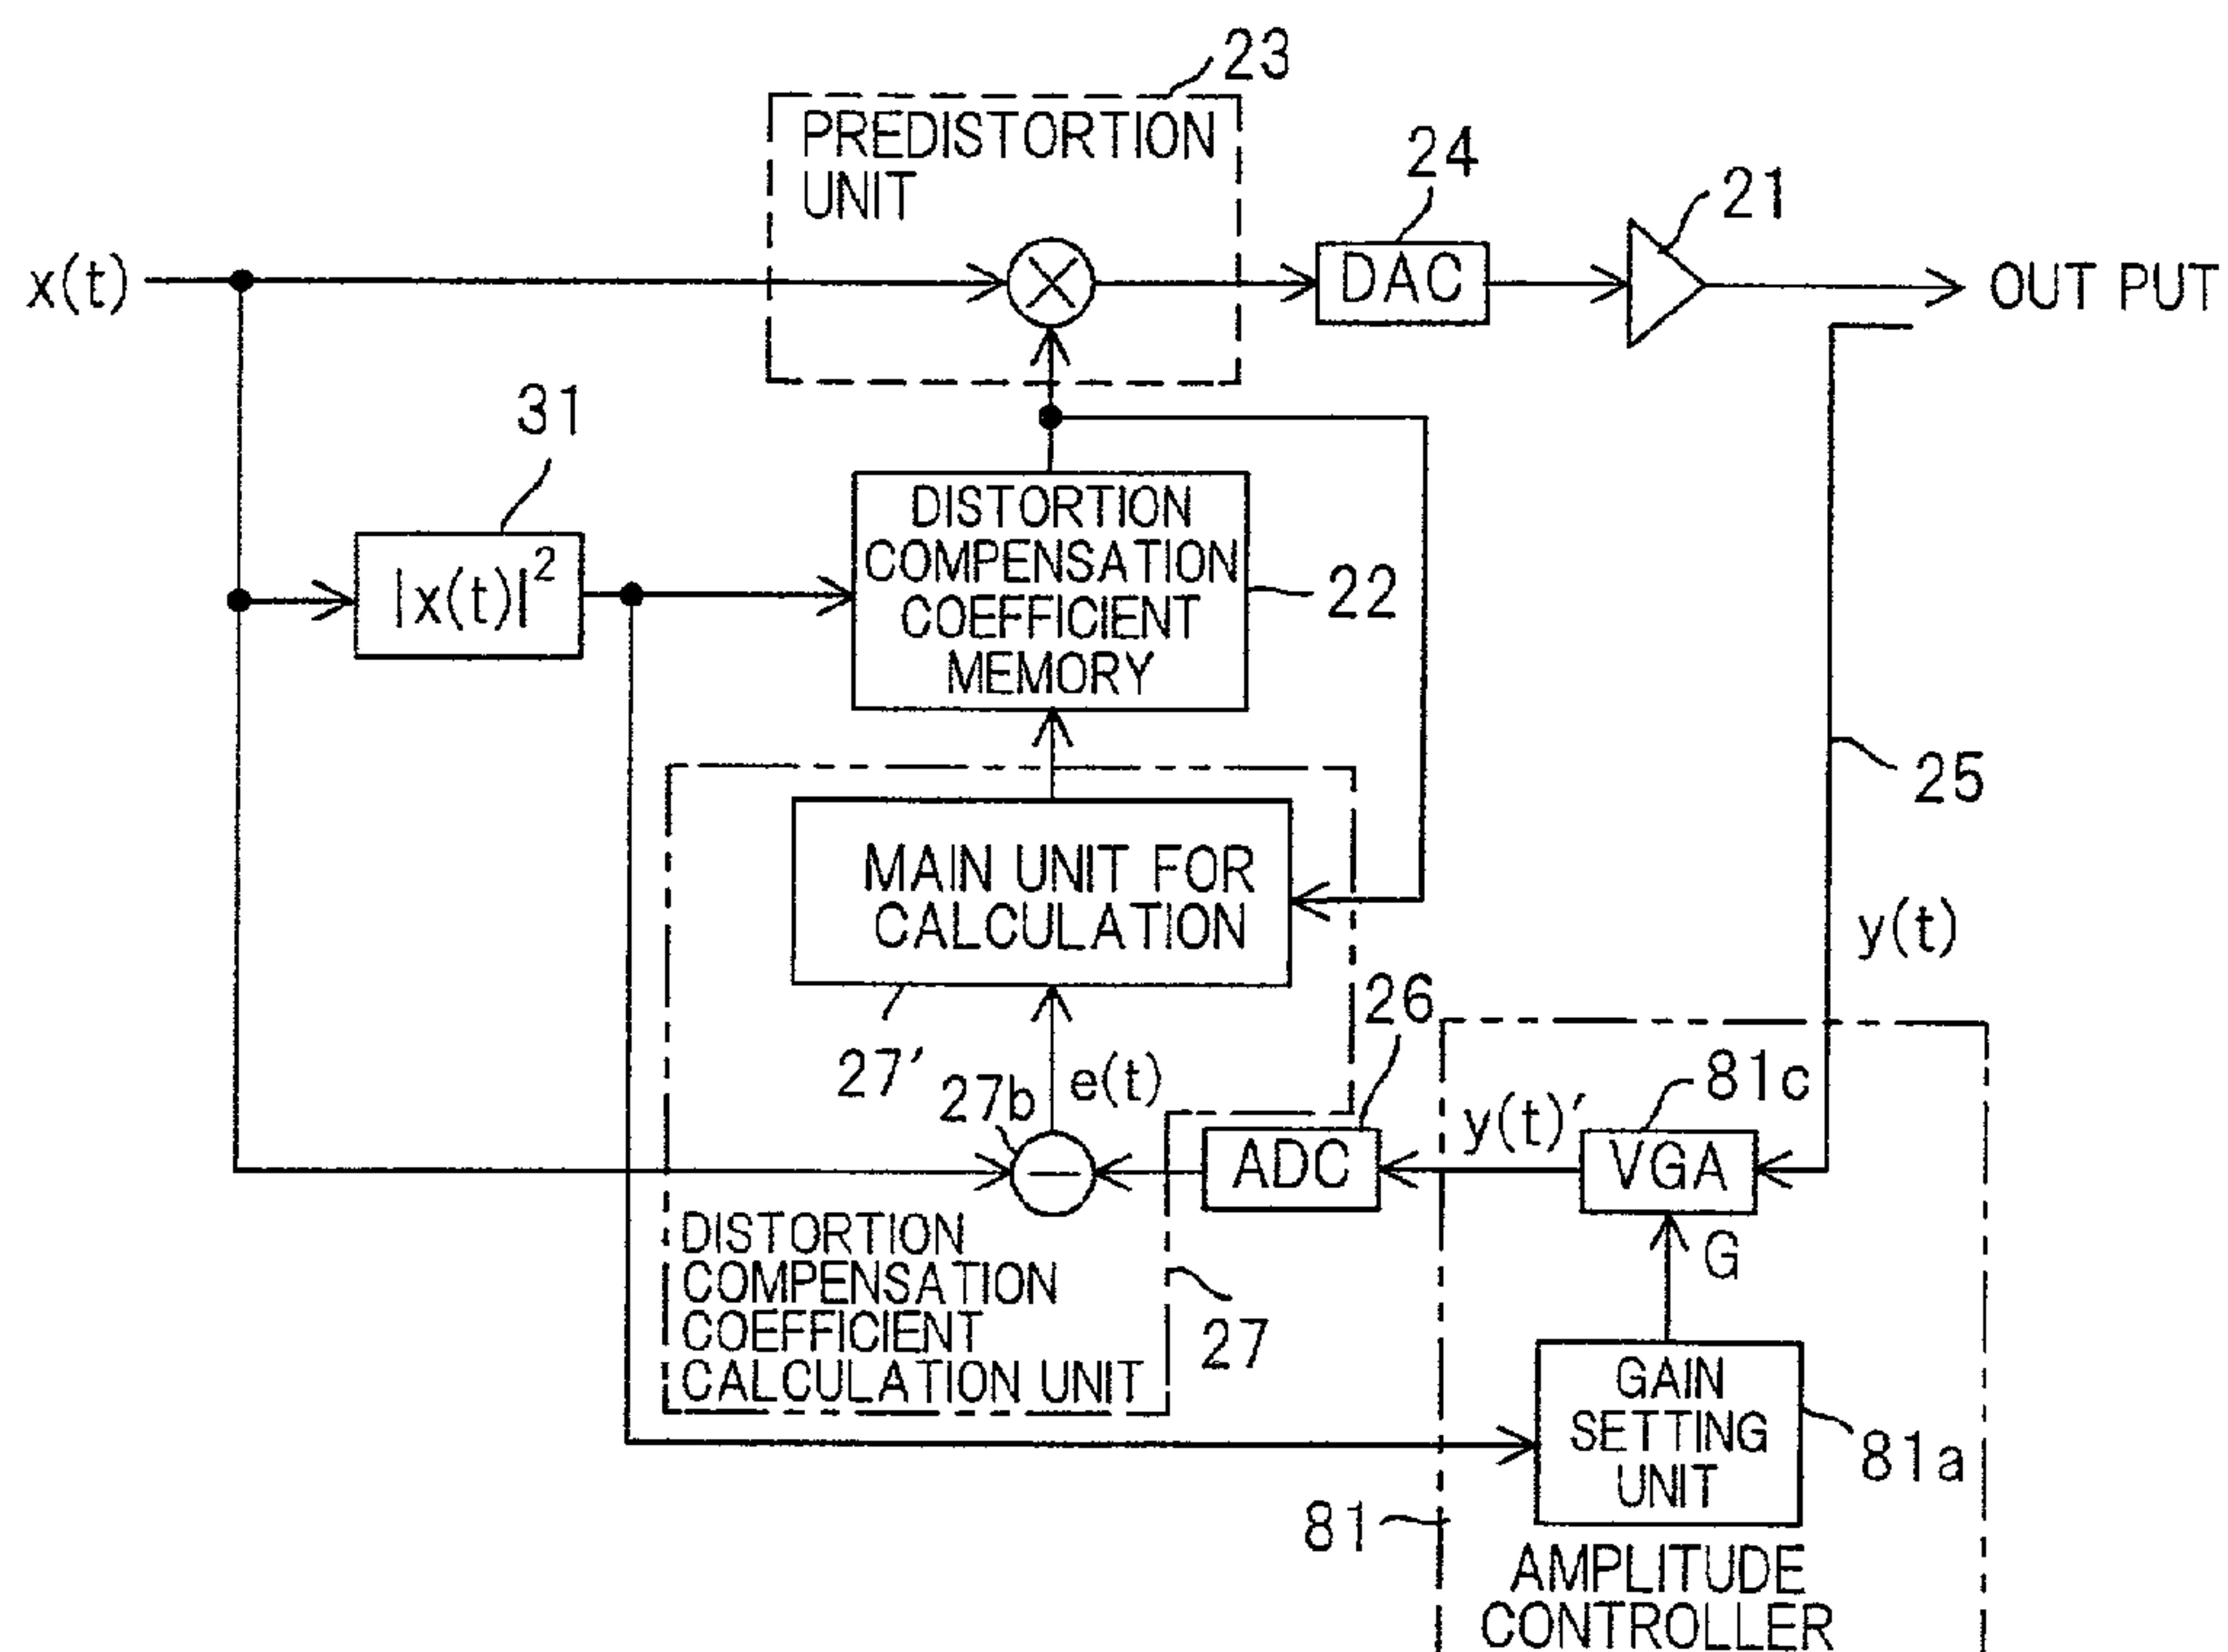 23
PREDISTORTION
UNIT
24
21
x(t)
DAC
OUT PUT
31
|x(t)|²
DISTORTION
COMPENSATION
COEFFICIENT
MEMORY
22
25
MAIN UNIT FOR
CALCULATION
y(t)
26
27′
27b
e(t)
81c
y(t)′
ADC
VGA
G
DISTORTION
COMPENSATION
COEFFICIENT
CALCULATION UNIT
27
GAIN
SETTING
UNIT
81a
81
AMPLITUDE
CONTROLLER